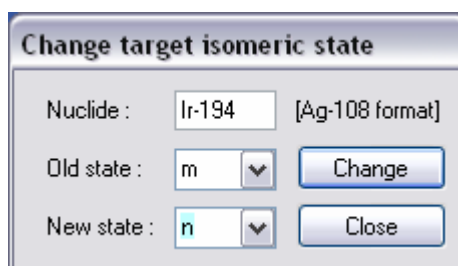 Change target isomeric state
Nuclide : Ir-194 [Ag-108 format]
Old state : m Change
New state : n Close